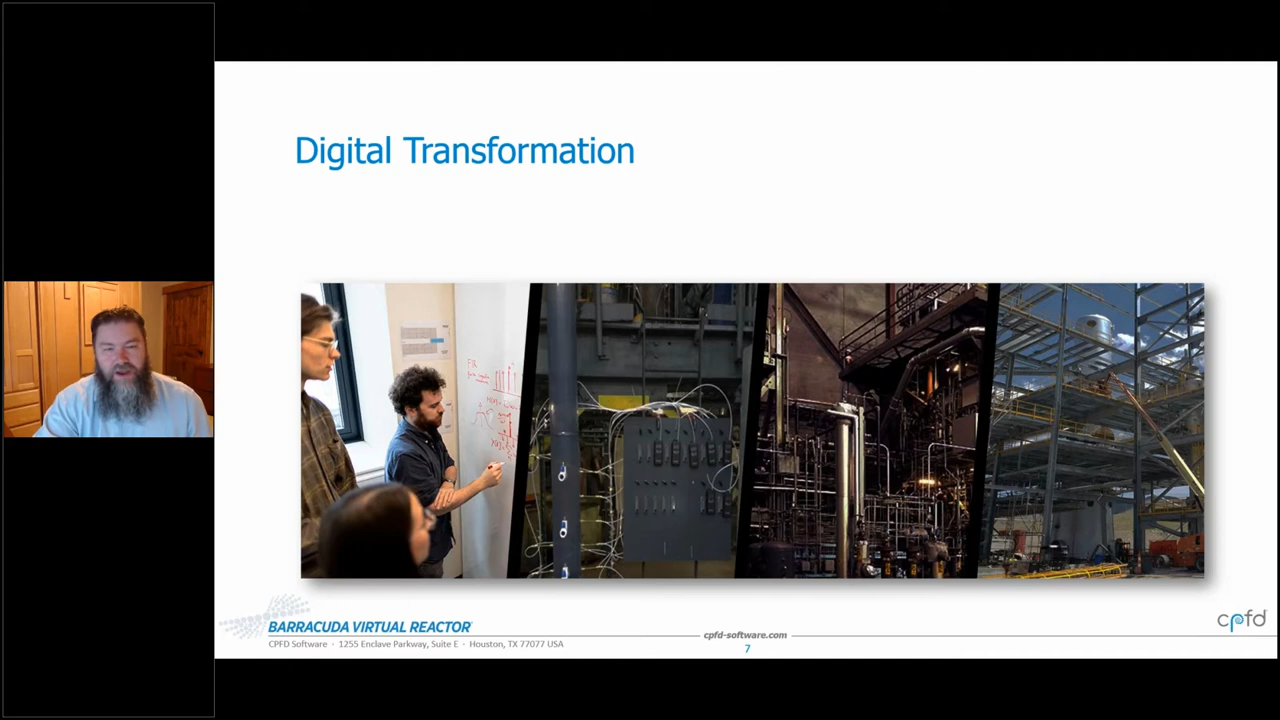 Digital Transformation
BARRACUDA VIRTUAL REACTOR
CPFD Software · 1255 Enclave Parkway, Suite E · Houston, TX 77077 USA
cpfd-software.com
7
cpfd